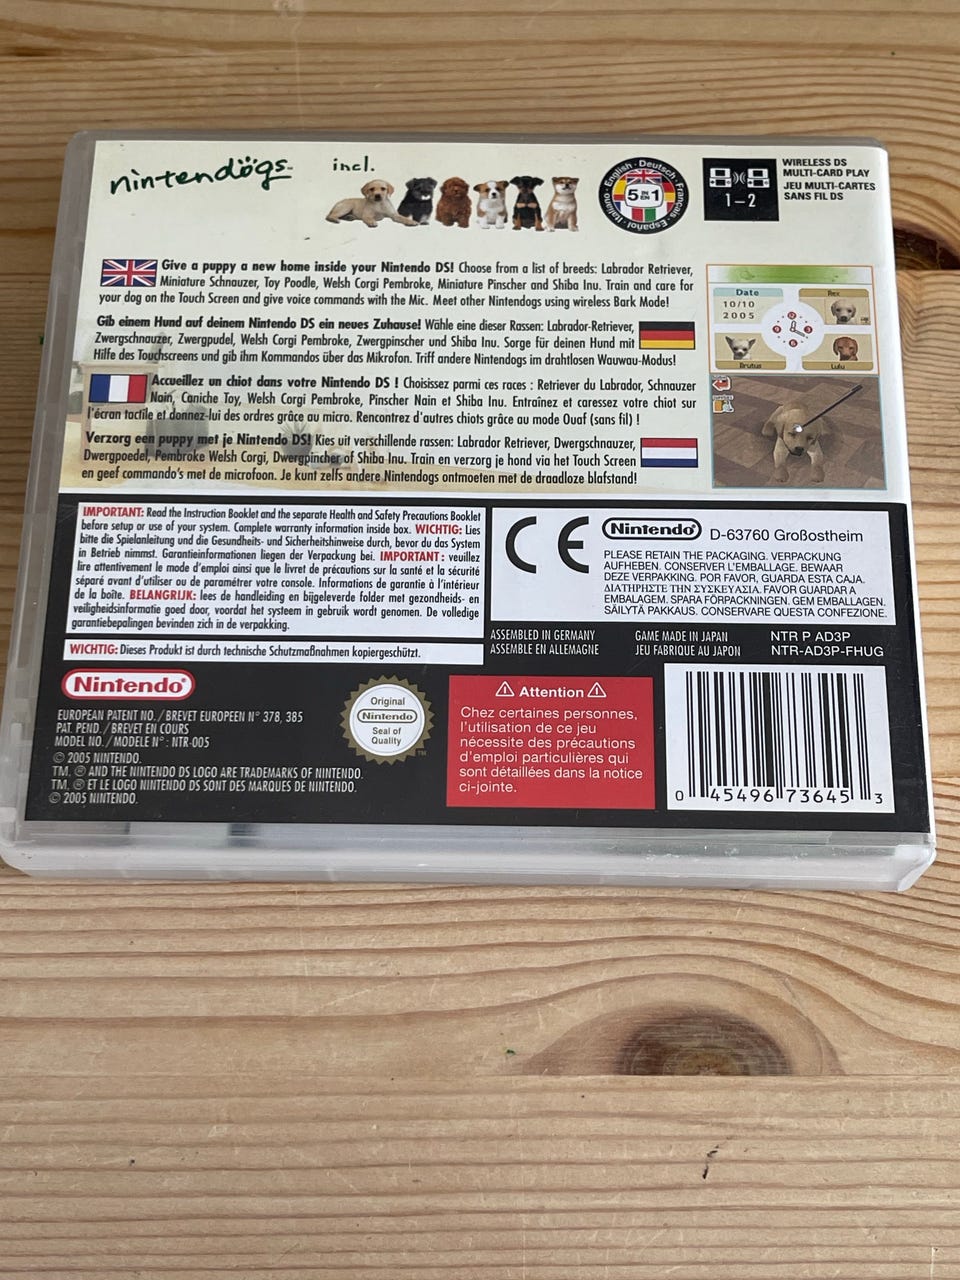 nintendögs™
incl.
English · Deutsch · Français · Español · Italiano
5 IN EN 1
1–2
WIRELESS DS
MULTI-CARD PLAY
JEU MULTI-CARTES
SANS FIL DS
Give a puppy a new home inside your Nintendo DS! Choose from a list of breeds: Labrador Retriever,
Miniature Schnauzer, Toy Poodle, Welsh Corgi Pembroke, Miniature Pinscher and Shiba Inu. Train and care for
your dog on the Touch Screen and give voice commands with the Mic. Meet other Nintendogs using wireless Bark Mode!
Gib einem Hund auf deinem Nintendo DS ein neues Zuhause! Wähle eine dieser Rassen: Labrador-Retriever,
Zwergschnauzer, Zwergpudel, Welsh Corgi Pembroke, Zwergpinscher und Shiba Inu. Sorge für deinen Hund mit
Hilfe des Touchscreens und gib ihm Kommandos über das Mikrofon. Triff andere Nintendogs im drahtlosen Wauwau-Modus!
Accueillez un chiot dans votre Nintendo DS ! Choisissez parmi ces races : Retriever du Labrador, Schnauzer
Nain, Caniche Toy, Welsh Corgi Pembroke, Pinscher Nain et Shiba Inu. Entraînez et caressez votre chiot sur
l'écran tactile et donnez-lui des ordres grâce au micro. Rencontrez d'autres chiots grâce au mode Ouaf (sans fil) !
Verzorg een puppy met je Nintendo DS! Kies uit verschillende rassen: Labrador Retriever, Dwergschnauzer,
Dwergpoedel, Pembroke Welsh Corgi, Dwergpincher of Shiba Inu. Train en verzorg je hond via het Touch Screen
en geef commando's met de microfoon. Je kunt zelfs andere Nintendogs ontmoeten met de draadloze blafstand!
Date
10/10
2005
Rex
Brutus
Lulu
12
3
6
9
IMPORTANT: Read the Instruction Booklet and the separate Health and Safety Precautions Booklet
before setup or use of your system. Complete warranty information inside box. WICHTIG: Lies
bitte die Spielanleitung und die Gesundheits- und Sicherheitshinweise durch, bevor du das System
in Betrieb nimmst. Garantieinformationen liegen der Verpackung bei. IMPORTANT : veuillez
lire attentivement le mode d'emploi ainsi que le livret de précautions sur la santé et la sécurité
séparé avant d'utiliser ou de paramétrer votre console. Informations de garantie à l'intérieur
de la boîte. BELANGRIJK: lees de handleiding en bijgeleverde folder met gezondheids- en
veiligheidsinformatie goed door, voordat het systeem in gebruik wordt genomen. De volledige
garantiebepalingen bevinden zich in de verpakking.
WICHTIG: Dieses Produkt ist durch technische Schutzmaßnahmen kopiergeschützt.
CE
Nintendo® D-63760 Großostheim
PLEASE RETAIN THE PACKAGING. VERPACKUNG
AUFHEBEN. CONSERVER L'EMBALLAGE. BEWAAR
DEZE VERPAKKING. POR FAVOR, GUARDA ESTA CAJA.
ΔΙΑΤΗΡΗΣΤΕ ΤΗΝ ΣΥΣΚΕΥΑΣΙΑ. FAVOR GUARDAR A
EMBALAGEM. SPARA FÖRPACKNINGEN. GEM EMBALLAGEN.
SÄILYTÄ PAKKAUS. CONSERVARE QUESTA CONFEZIONE.
ASSEMBLED IN GERMANY
ASSEMBLE EN ALLEMAGNE
GAME MADE IN JAPAN
JEU FABRIQUE AU JAPON
NTR P AD3P
NTR-AD3P-FHUG
Nintendo®
EUROPEAN PATENT NO. / BREVET EUROPEEN N° 378, 385
PAT. PEND. / BREVET EN COURS
MODEL NO. / MODELE N° : NTR-005
© 2005 NINTENDO.
TM, ® AND THE NINTENDO DS LOGO ARE TRADEMARKS OF NINTENDO.
TM, ® ET LE LOGO NINTENDO DS SONT DES MARQUES DE NINTENDO.
© 2005 NINTENDO.
Original
Nintendo®
Seal of
Quality
TM
⚠ Attention ⚠
Chez certaines personnes,
l'utilisation de ce jeu
nécessite des précautions
d'emploi particulières qui
sont détaillées dans la notice
ci-jointe.
0 45496 73645 3